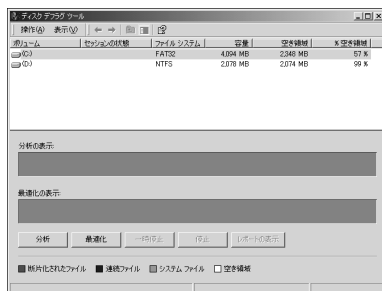 ディスク デフラグ ツール
操作(A) 表示(V)
ボリューム セッションの状態 ファイル システム 容量 空き領域 % 空き領域
(C:) FAT32 4,094 MB 2,348 MB 57 %
(D:) NTFS 2,078 MB 2,074 MB 99 %
分析の表示:
最適化の表示:
分析 最適化 一時停止 停止 レポートの表示
断片化されたファイル 連続ファイル システム ファイル 空き領域